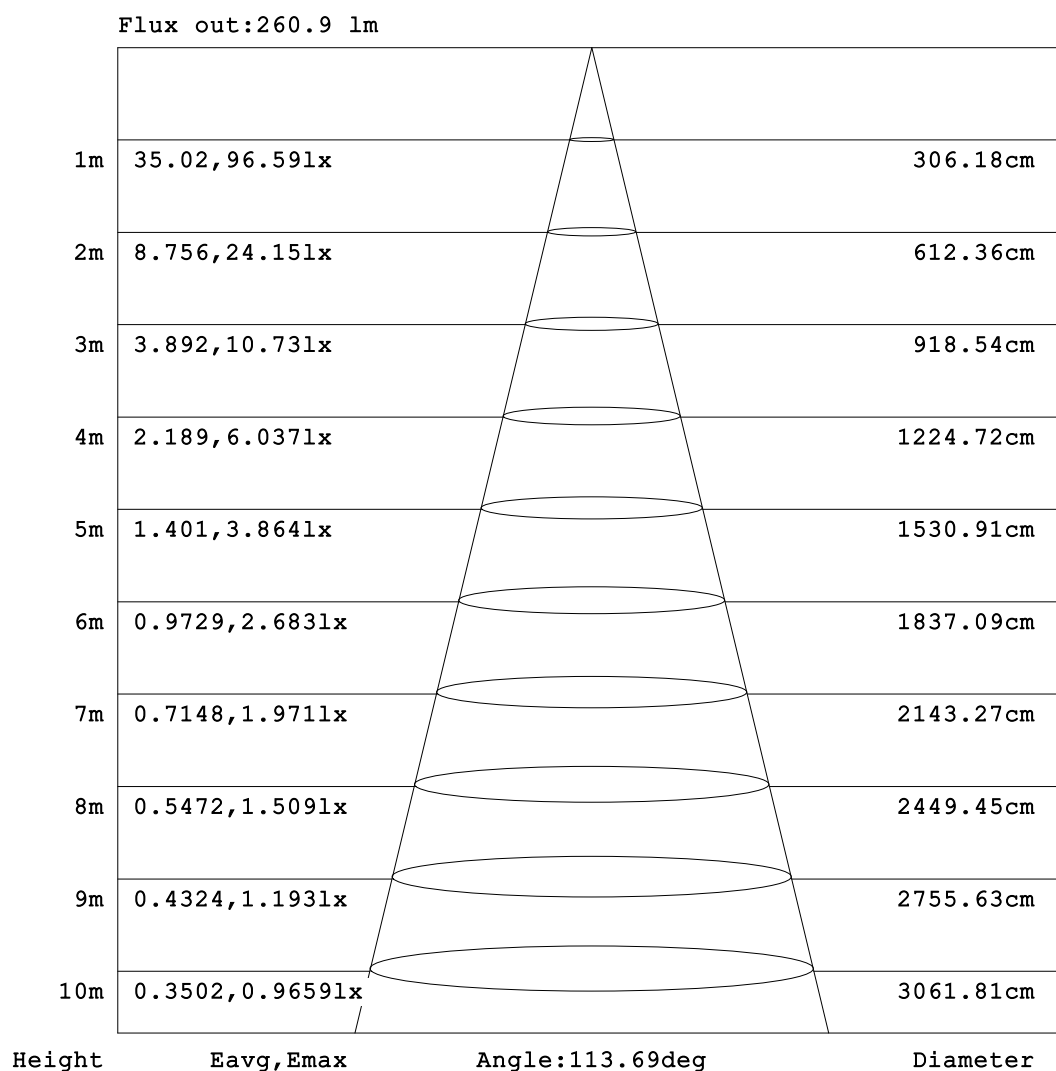 Flux out:260.9 lm
1m 35.02,96.59lx 306.18cm
2m 8.756,24.15lx 612.36cm
3m 3.892,10.73lx 918.54cm
4m 2.189,6.037lx 1224.72cm
5m 1.401,3.864lx 1530.91cm
6m 0.9729,2.683lx 1837.09cm
7m 0.7148,1.971lx 2143.27cm
8m 0.5472,1.509lx 2449.45cm
9m 0.4324,1.193lx 2755.63cm
10m 0.3502,0.9659lx 3061.81cm
Height Eavg,Emax Angle:113.69deg Diameter